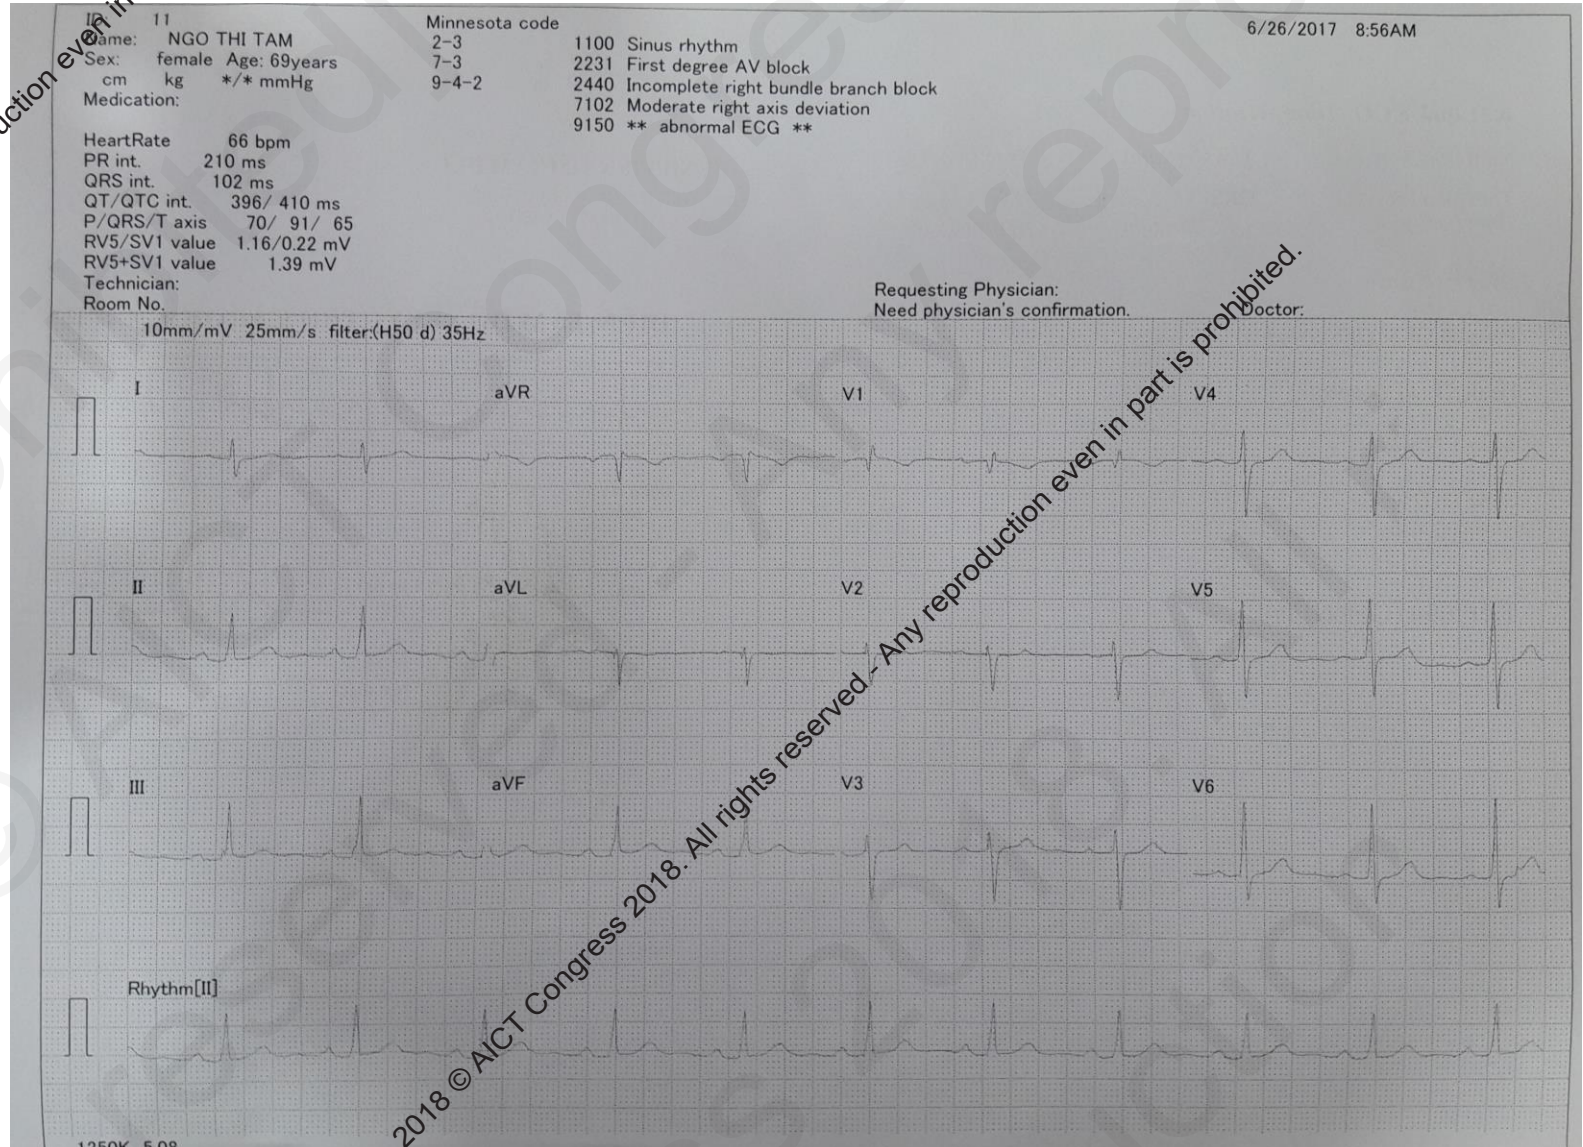 ID: 11
Name: NGO THI TAM
Sex: female Age: 69years
cm kg */* mmHg
Medication:
Minnesota code
2-3
7-3
9-4-2
1100 Sinus rhythm
2231 First degree AV block
2440 Incomplete right bundle branch block
7102 Moderate right axis deviation
9150 ** abnormal ECG **
6/26/2017 8:56AM
HeartRate 66 bpm
PR int. 210 ms
QRS int. 102 ms
QT/QTC int. 396/ 410 ms
P/QRS/T axis 70/ 91/ 65
RV5/SV1 value 1.16/0.22 mV
RV5+SV1 value 1.39 mV
Technician:
Room No.
Requesting Physician:
Need physician's confirmation. Doctor:
10mm/mV 25mm/s filter:(H50 d) 35Hz
I aVR V1 V4
II aVL V2 V5
III aVF V3 V6
Rhythm[II]
2018 © AICT Congress 2018. All rights reserved - Any reproduction even in part is prohibited.